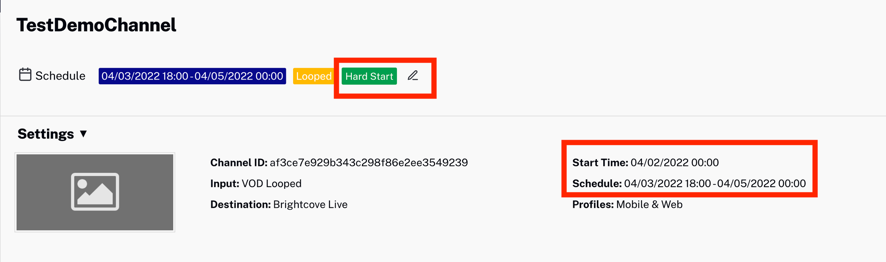 TestDemoChannel
Schedule 04/03/2022 18:00 - 04/05/2022 00:00 Looped Hard Start
Settings ▼
Channel ID: af3ce7e929b343c298f86e2ee3549239
Input: VOD Looped
Destination: Brightcove Live
Start Time: 04/02/2022 00:00
Schedule: 04/03/2022 18:00 - 04/05/2022 00:00
Profiles: Mobile & Web